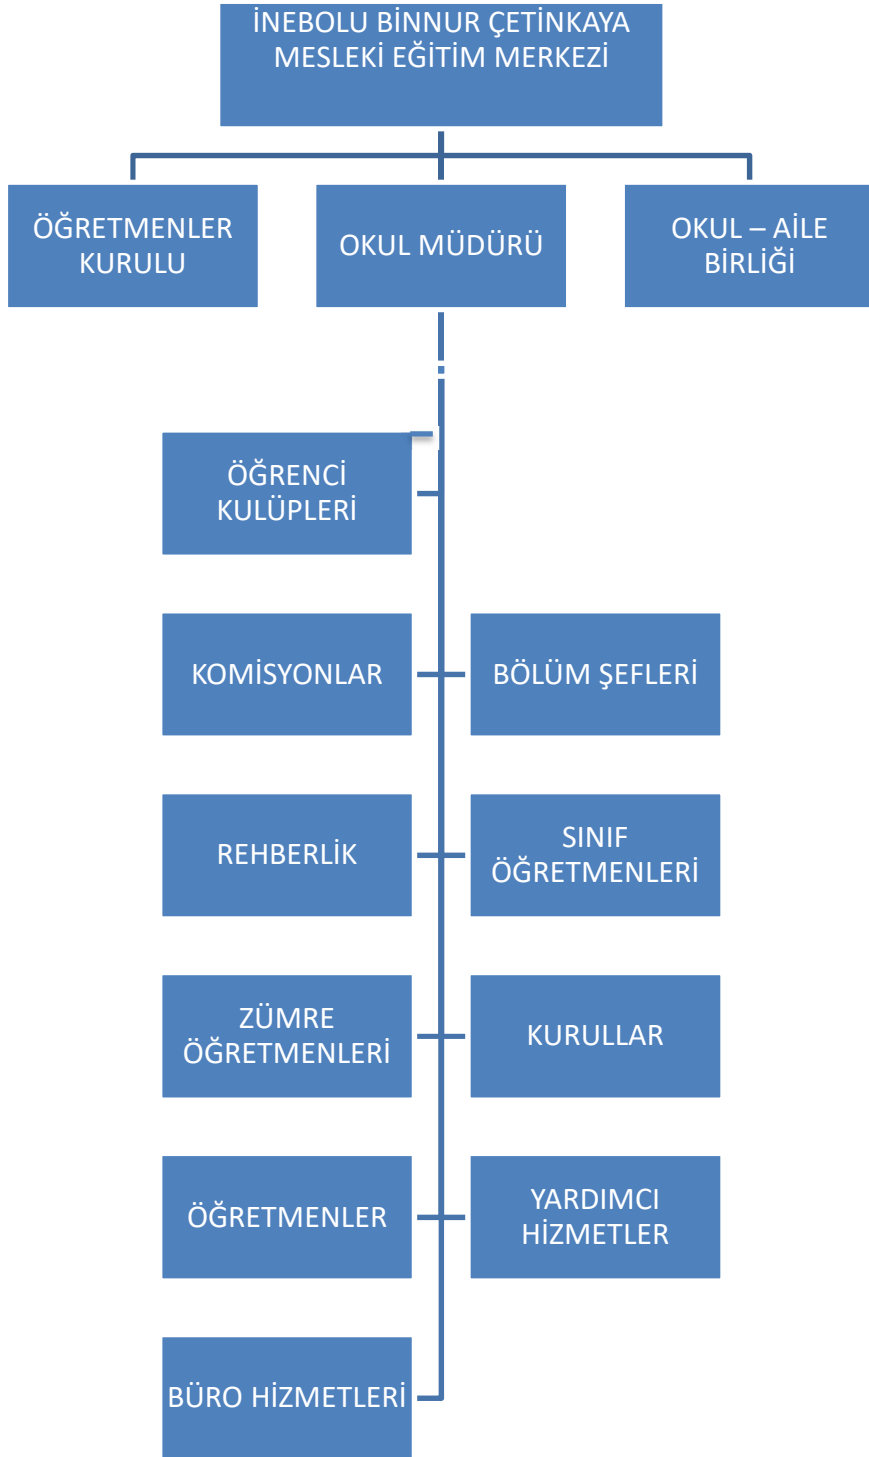 İNEBOLU BİNNUR ÇETİNKAYA
MESLEKİ EĞİTİM MERKEZİ
ÖĞRETMENLER
KURULU
OKUL MÜDÜRÜ
OKUL – AİLE
BİRLİĞİ
ÖĞRENCİ
KULÜPLERİ
KOMİSYONLAR
BÖLÜM ŞEFLERİ
REHBERLİK
SINIF
ÖĞRETMENLERİ
ZÜMRE
ÖĞRETMENLERİ
KURULLAR
ÖĞRETMENLER
YARDIMCI
HİZMETLER
BÜRO HİZMETLERİ